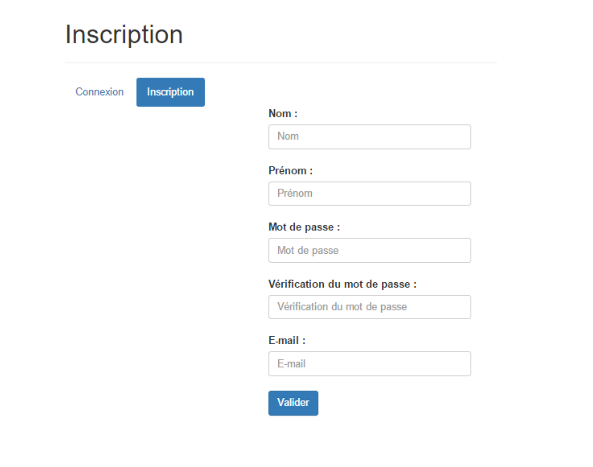 Inscription
Connexion Inscription
Nom :
Nom
Prénom :
Prénom
Mot de passe :
Mot de passe
Vérification du mot de passe :
Vérification du mot de passe
E-mail :
E-mail
Valider